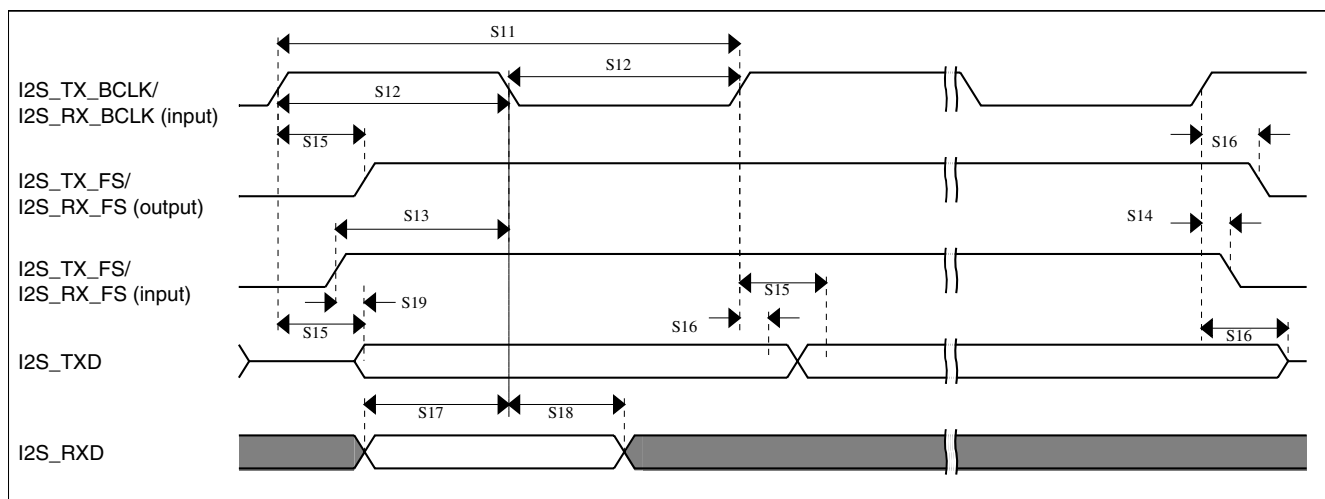 S11
S12
I2S_TX_BCLK/
I2S_RX_BCLK (input)
S12
S15
S16
I2S_TX_FS/
I2S_RX_FS (output)
S13
S14
I2S_TX_FS/
I2S_RX_FS (input)
S15
S19
S15
S16
S16
I2S_TXD
S17
S18
I2S_RXD